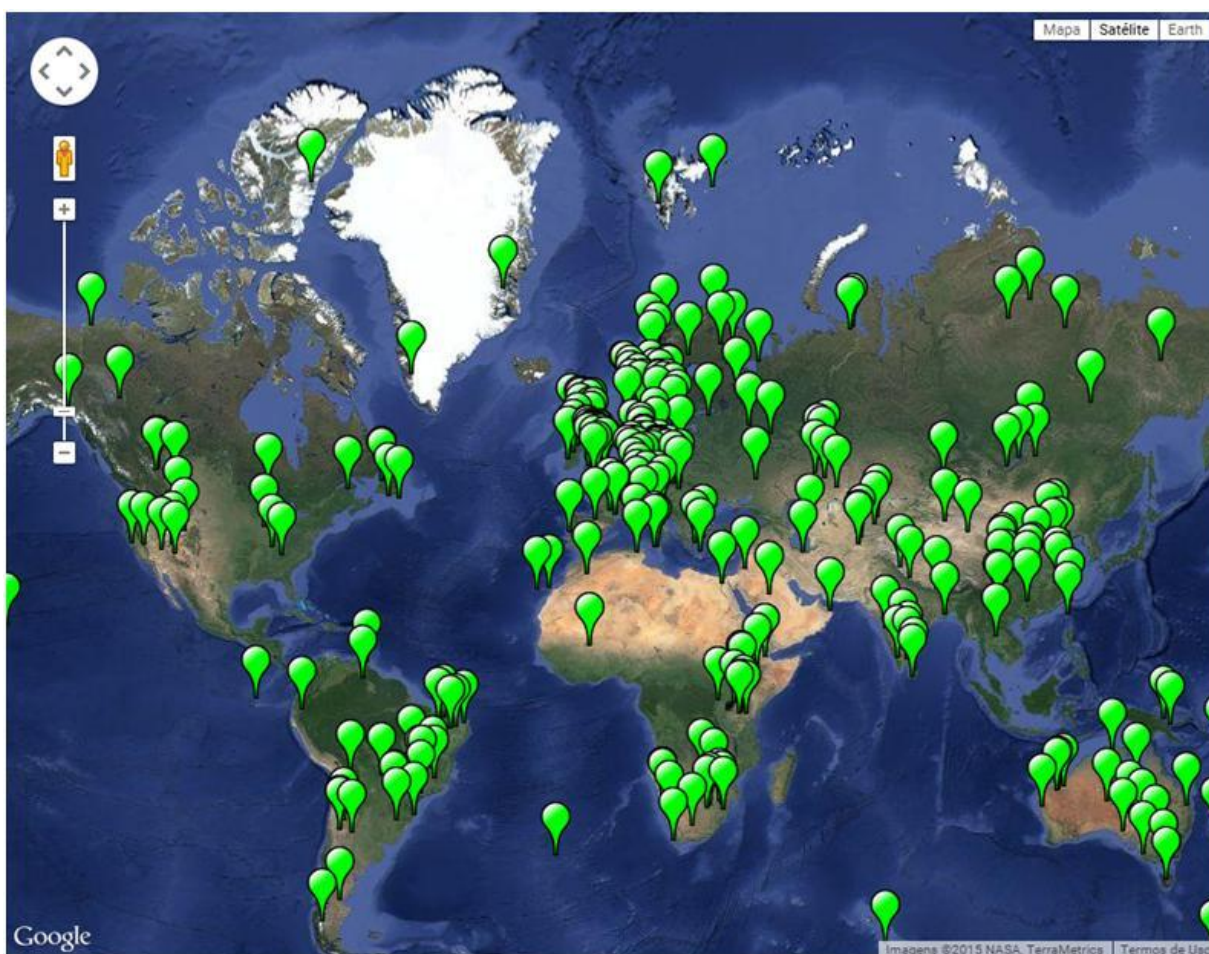 Mapa Satélite Earth
+
−
Google
Imagens ©2015 NASA, TerraMetrics Termos de Uso